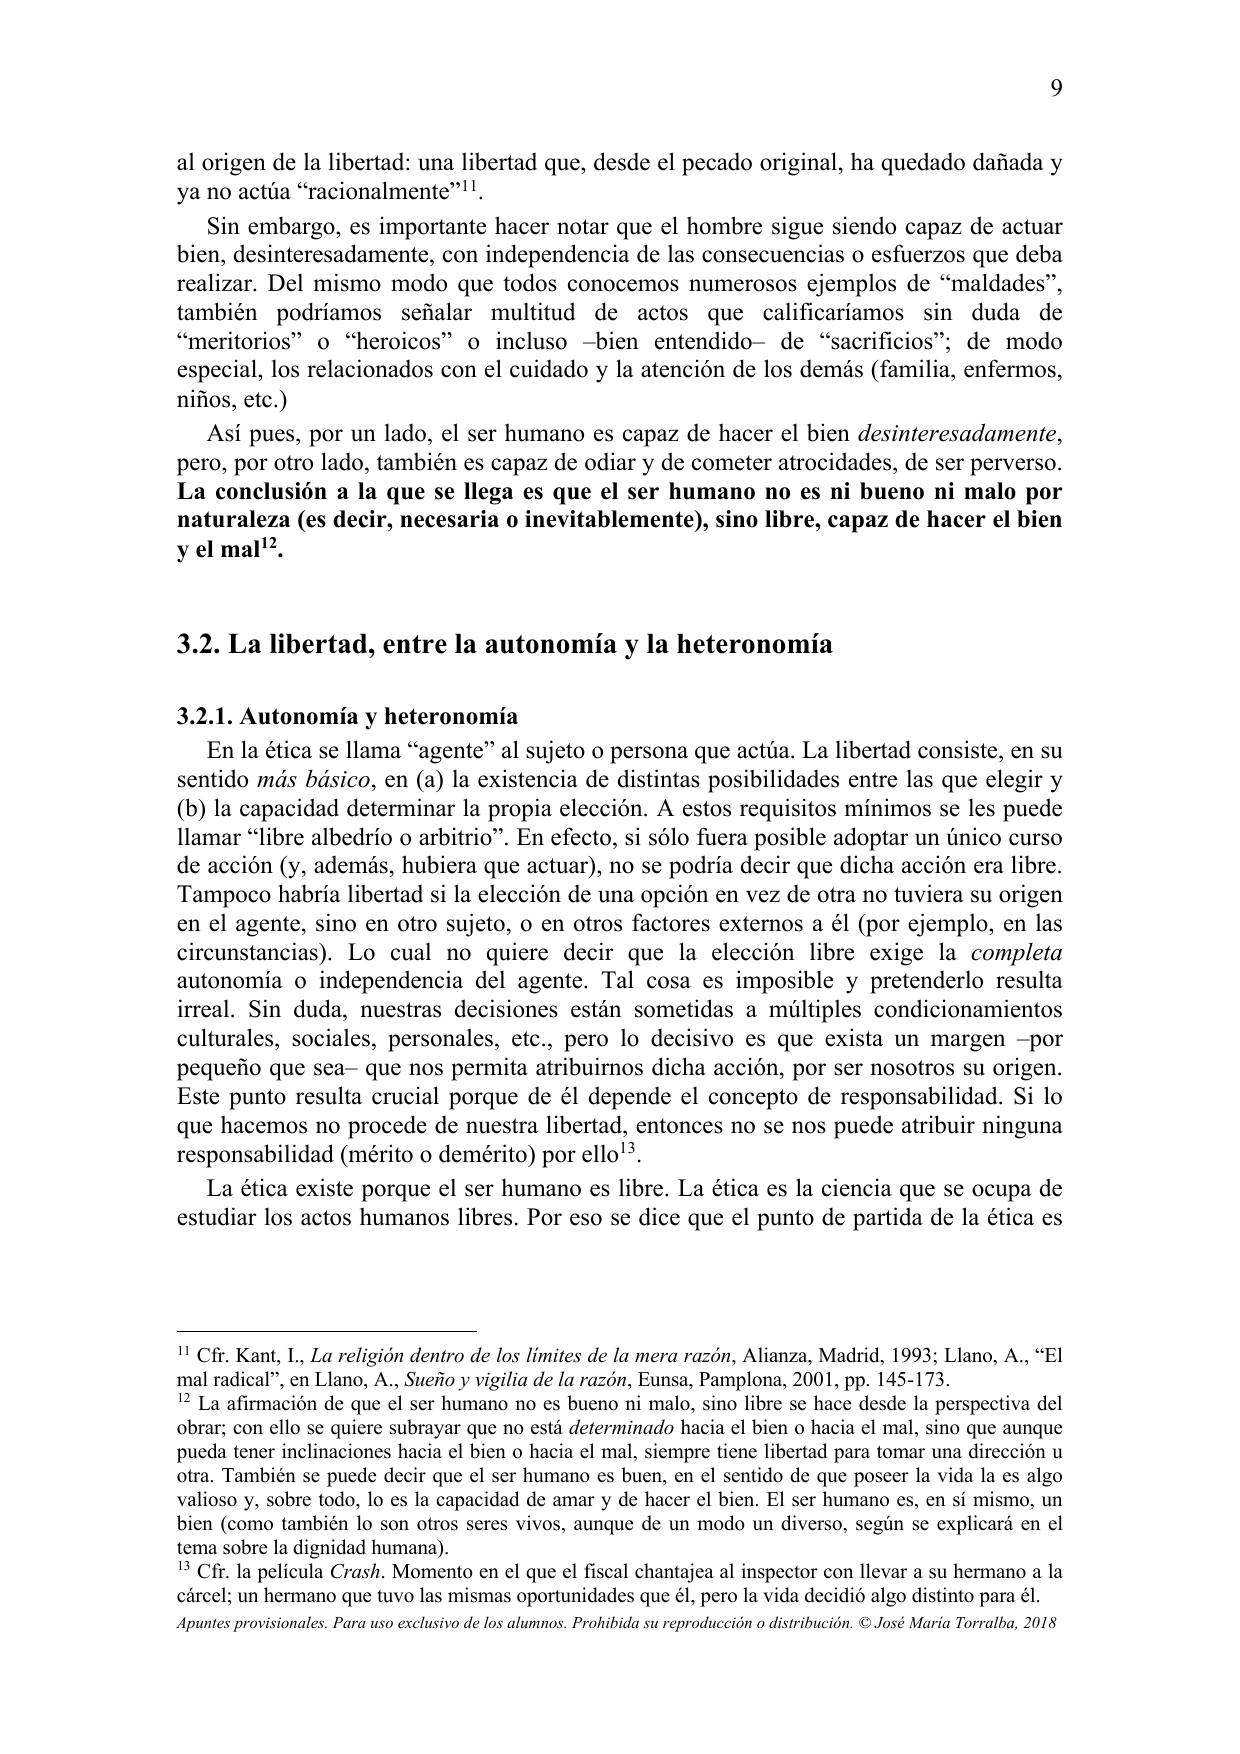 9
al origen de la libertad: una libertad que, desde el pecado original, ha quedado dañada y
ya no actúa “racionalmente”11.
Sin embargo, es importante hacer notar que el hombre sigue siendo capaz de actuar
bien, desinteresadamente, con independencia de las consecuencias o esfuerzos que deba
realizar. Del mismo modo que todos conocemos numerosos ejemplos de “maldades”,
también podríamos señalar multitud de actos que calificaríamos sin duda de
“meritorios” o “heroicos” o incluso –bien entendido– de “sacrificios”; de modo
especial, los relacionados con el cuidado y la atención de los demás (familia, enfermos,
niños, etc.)
Así pues, por un lado, el ser humano es capaz de hacer el bien desinteresadamente,
pero, por otro lado, también es capaz de odiar y de cometer atrocidades, de ser perverso.
La conclusión a la que se llega es que el ser humano no es ni bueno ni malo por
naturaleza (es decir, necesaria o inevitablemente), sino libre, capaz de hacer el bien
y el mal12.
3.2. La libertad, entre la autonomía y la heteronomía
3.2.1. Autonomía y heteronomía
En la ética se llama “agente” al sujeto o persona que actúa. La libertad consiste, en su
sentido más básico, en (a) la existencia de distintas posibilidades entre las que elegir y
(b) la capacidad determinar la propia elección. A estos requisitos mínimos se les puede
llamar “libre albedrío o arbitrio”. En efecto, si sólo fuera posible adoptar un único curso
de acción (y, además, hubiera que actuar), no se podría decir que dicha acción era libre.
Tampoco habría libertad si la elección de una opción en vez de otra no tuviera su origen
en el agente, sino en otro sujeto, o en otros factores externos a él (por ejemplo, en las
circunstancias). Lo cual no quiere decir que la elección libre exige la completa
autonomía o independencia del agente. Tal cosa es imposible y pretenderlo resulta
irreal. Sin duda, nuestras decisiones están sometidas a múltiples condicionamientos
culturales, sociales, personales, etc., pero lo decisivo es que exista un margen –por
pequeño que sea– que nos permita atribuirnos dicha acción, por ser nosotros su origen.
Este punto resulta crucial porque de él depende el concepto de responsabilidad. Si lo
que hacemos no procede de nuestra libertad, entonces no se nos puede atribuir ninguna
responsabilidad (mérito o demérito) por ello13.
La ética existe porque el ser humano es libre. La ética es la ciencia que se ocupa de
estudiar los actos humanos libres. Por eso se dice que el punto de partida de la ética es
11 Cfr. Kant, I., La religión dentro de los límites de la mera razón, Alianza, Madrid, 1993; Llano, A., “El
mal radical”, en Llano, A., Sueño y vigilia de la razón, Eunsa, Pamplona, 2001, pp. 145-173.
12 La afirmación de que el ser humano no es bueno ni malo, sino libre se hace desde la perspectiva del
obrar; con ello se quiere subrayar que no está determinado hacia el bien o hacia el mal, sino que aunque
pueda tener inclinaciones hacia el bien o hacia el mal, siempre tiene libertad para tomar una dirección u
otra. También se puede decir que el ser humano es buen, en el sentido de que poseer la vida la es algo
valioso y, sobre todo, lo es la capacidad de amar y de hacer el bien. El ser humano es, en sí mismo, un
bien (como también lo son otros seres vivos, aunque de un modo un diverso, según se explicará en el
tema sobre la dignidad humana).
13 Cfr. la película Crash. Momento en el que el fiscal chantajea al inspector con llevar a su hermano a la
cárcel; un hermano que tuvo las mismas oportunidades que él, pero la vida decidió algo distinto para él.
Apuntes provisionales. Para uso exclusivo de los alumnos. Prohibida su reproducción o distribución. © José María Torralba, 2018